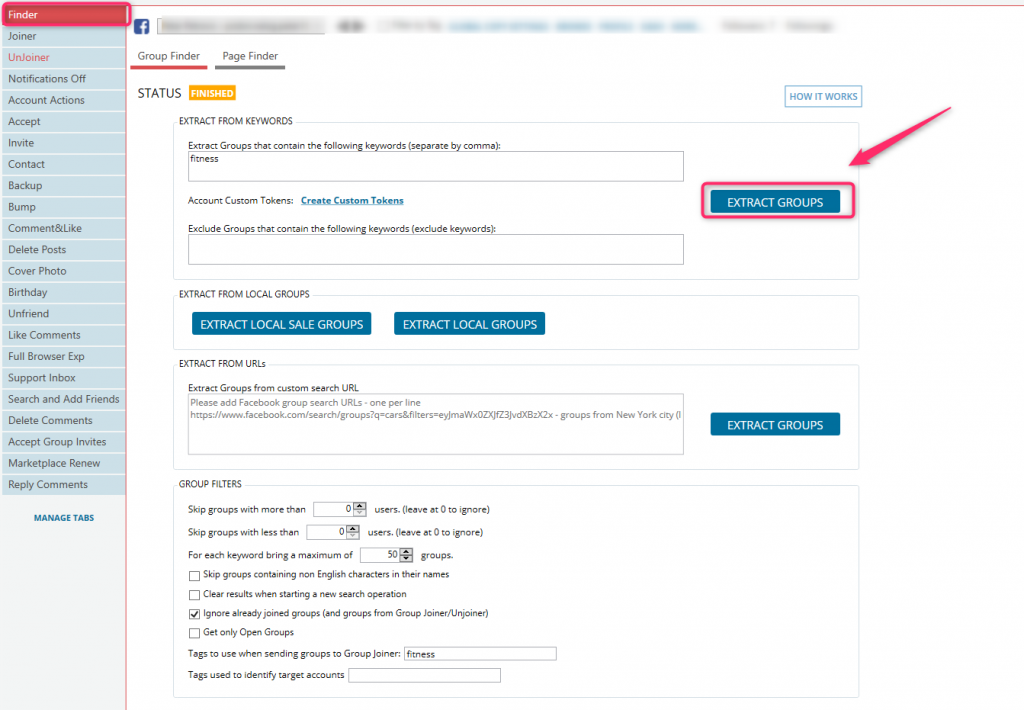 Finder
Joiner
UnJoiner
Notifications Off
Account Actions
Accept
Invite
Contact
Backup
Bump
Comment&Like
Delete Posts
Cover Photo
Birthday
Unfriend
Like Comments
Full Browser Exp
Support Inbox
Search and Add Friends
Delete Comments
Accept Group Invites
Marketplace Renew
Reply Comments
MANAGE TABS
Group Finder Page Finder
STATUS FINISHED
HOW IT WORKS
EXTRACT FROM KEYWORDS
Extract Groups that contain the following keywords (separate by comma):
fitness
Account Custom Tokens: Create Custom Tokens
EXTRACT GROUPS
Exclude Groups that contain the following keywords (exclude keywords):
EXTRACT FROM LOCAL GROUPS
EXTRACT LOCAL SALE GROUPS EXTRACT LOCAL GROUPS
EXTRACT FROM URLs
Extract Groups from custom search URL
Please add Facebook group search URLs - one per line
https://www.facebook.com/search/groups?q=cars&filters=eyJmaWx0ZXJfZ3JvdXBzX2x - groups from New York city (
EXTRACT GROUPS
GROUP FILTERS
Skip groups with more than 0 users. (leave at 0 to ignore)
Skip groups with less than 0 users. (leave at 0 to ignore)
For each keyword bring a maximum of 50 groups.
Skip groups containing non English characters in their names
Clear results when starting a new search operation
Ignore already joined groups (and groups from Group Joiner/Unjoiner)
Get only Open Groups
Tags to use when sending groups to Group Joiner: fitness
Tags used to identify target accounts